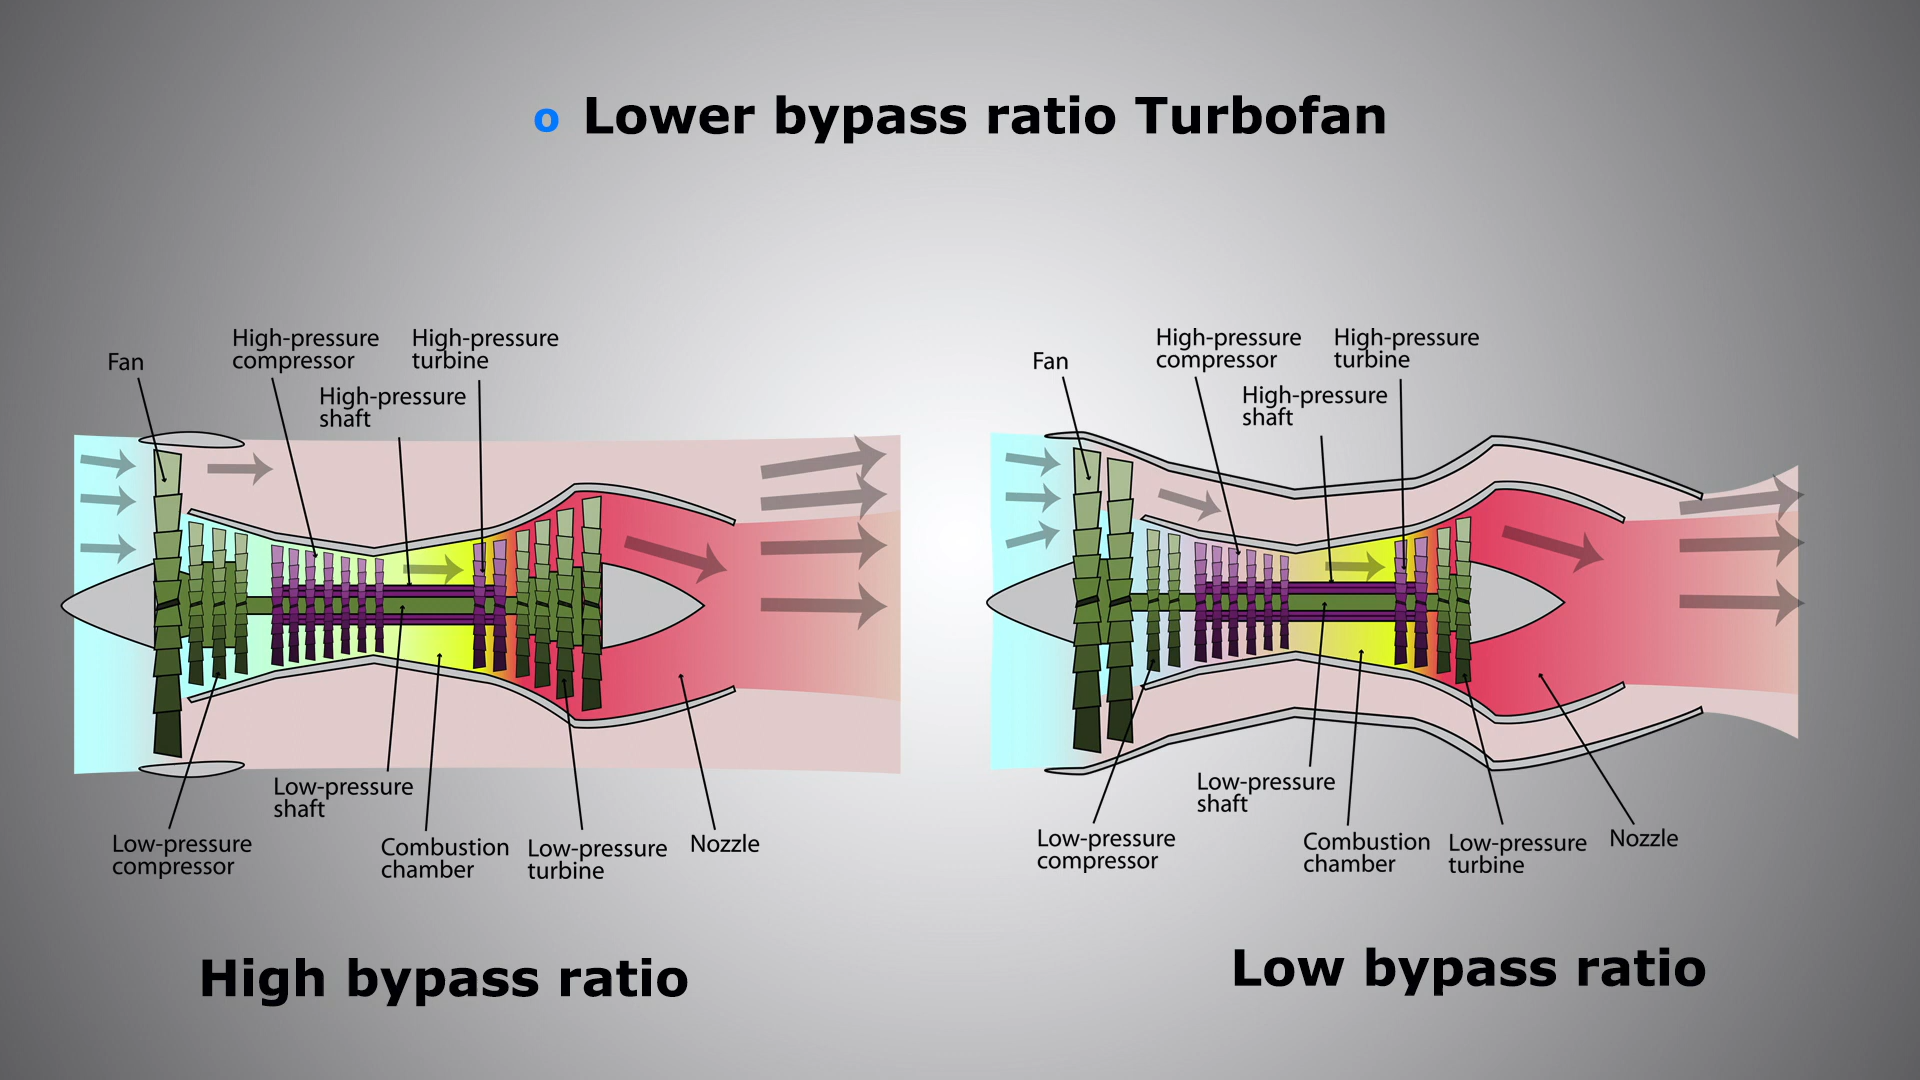 o Lower bypass ratio Turbofan
Fan
High-pressure
compressor
High-pressure
turbine
High-pressure
shaft
Low-pressure
shaft
Low-pressure
compressor
Combustion
chamber
Low-pressure
turbine
Nozzle
High bypass ratio
Fan
High-pressure
compressor
High-pressure
turbine
High-pressure
shaft
Low-pressure
shaft
Low-pressure
compressor
Combustion
chamber
Low-pressure
turbine
Nozzle
Low bypass ratio